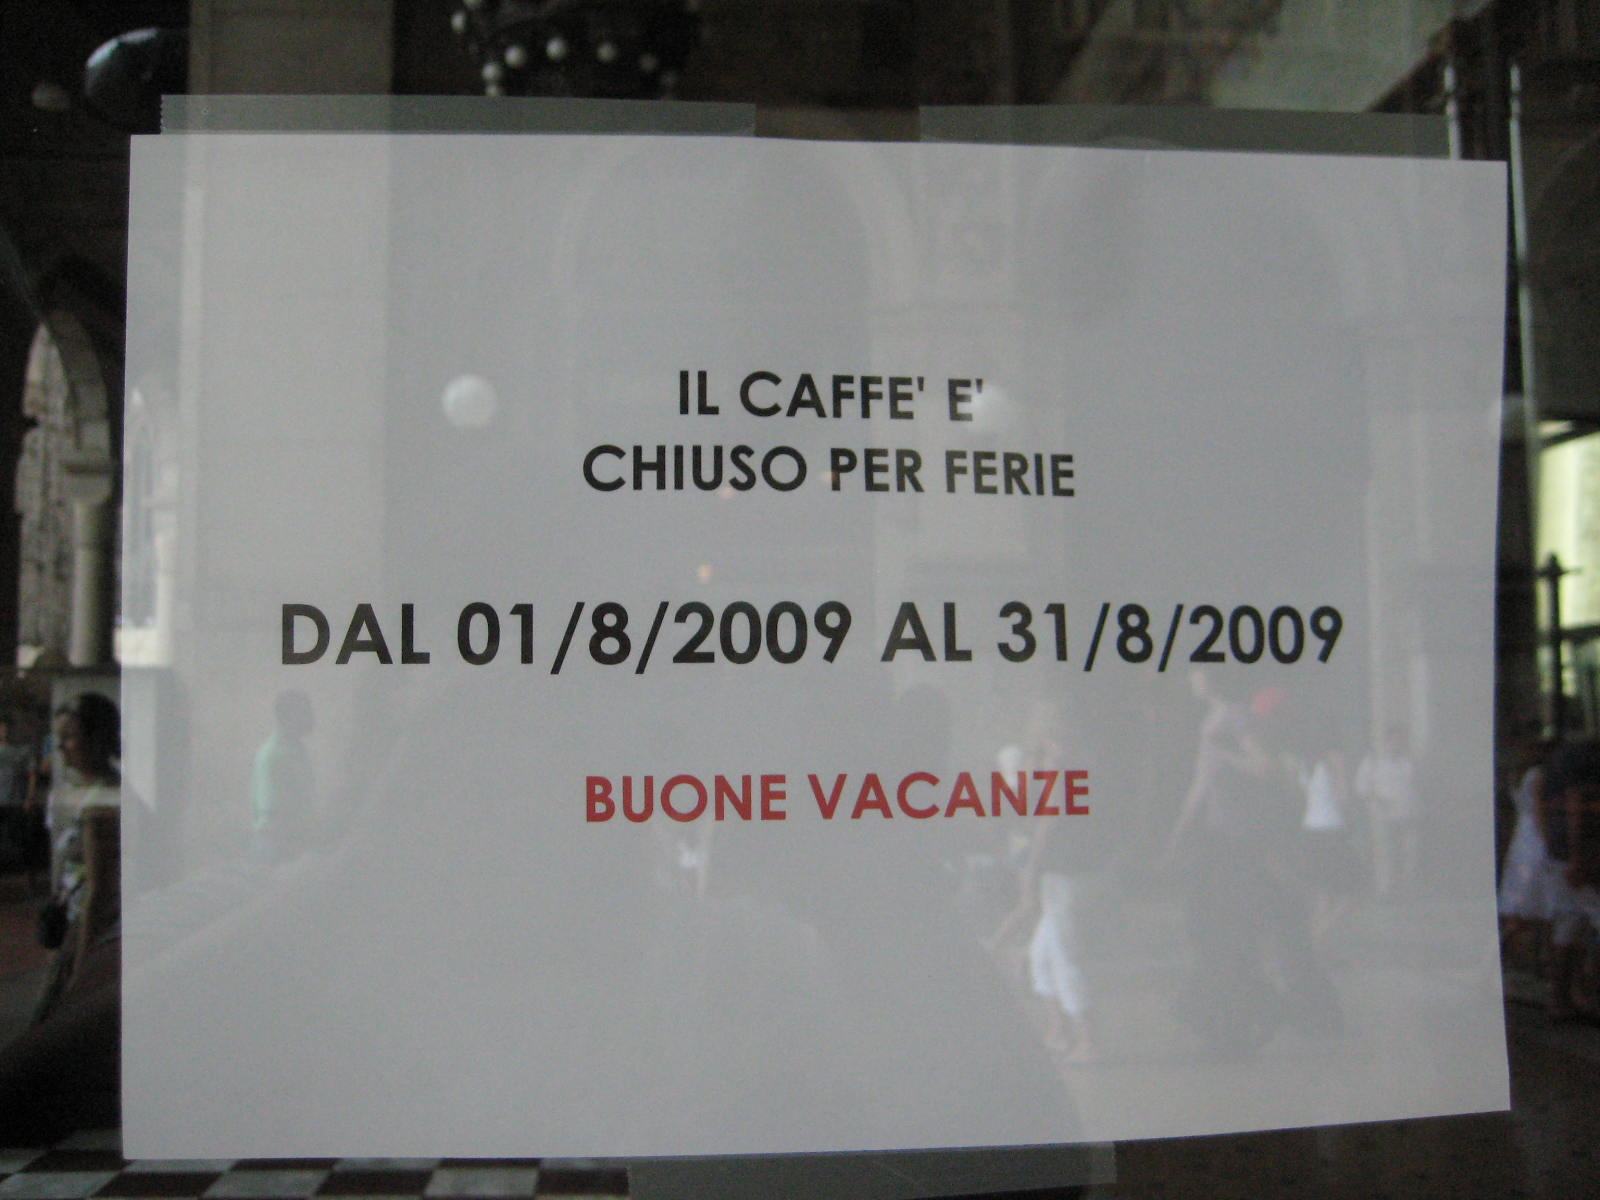 IL CAFFE' E'
CHIUSO PER FERIE
DAL 01/8/2009 AL 31/8/2009
BUONE VACANZE